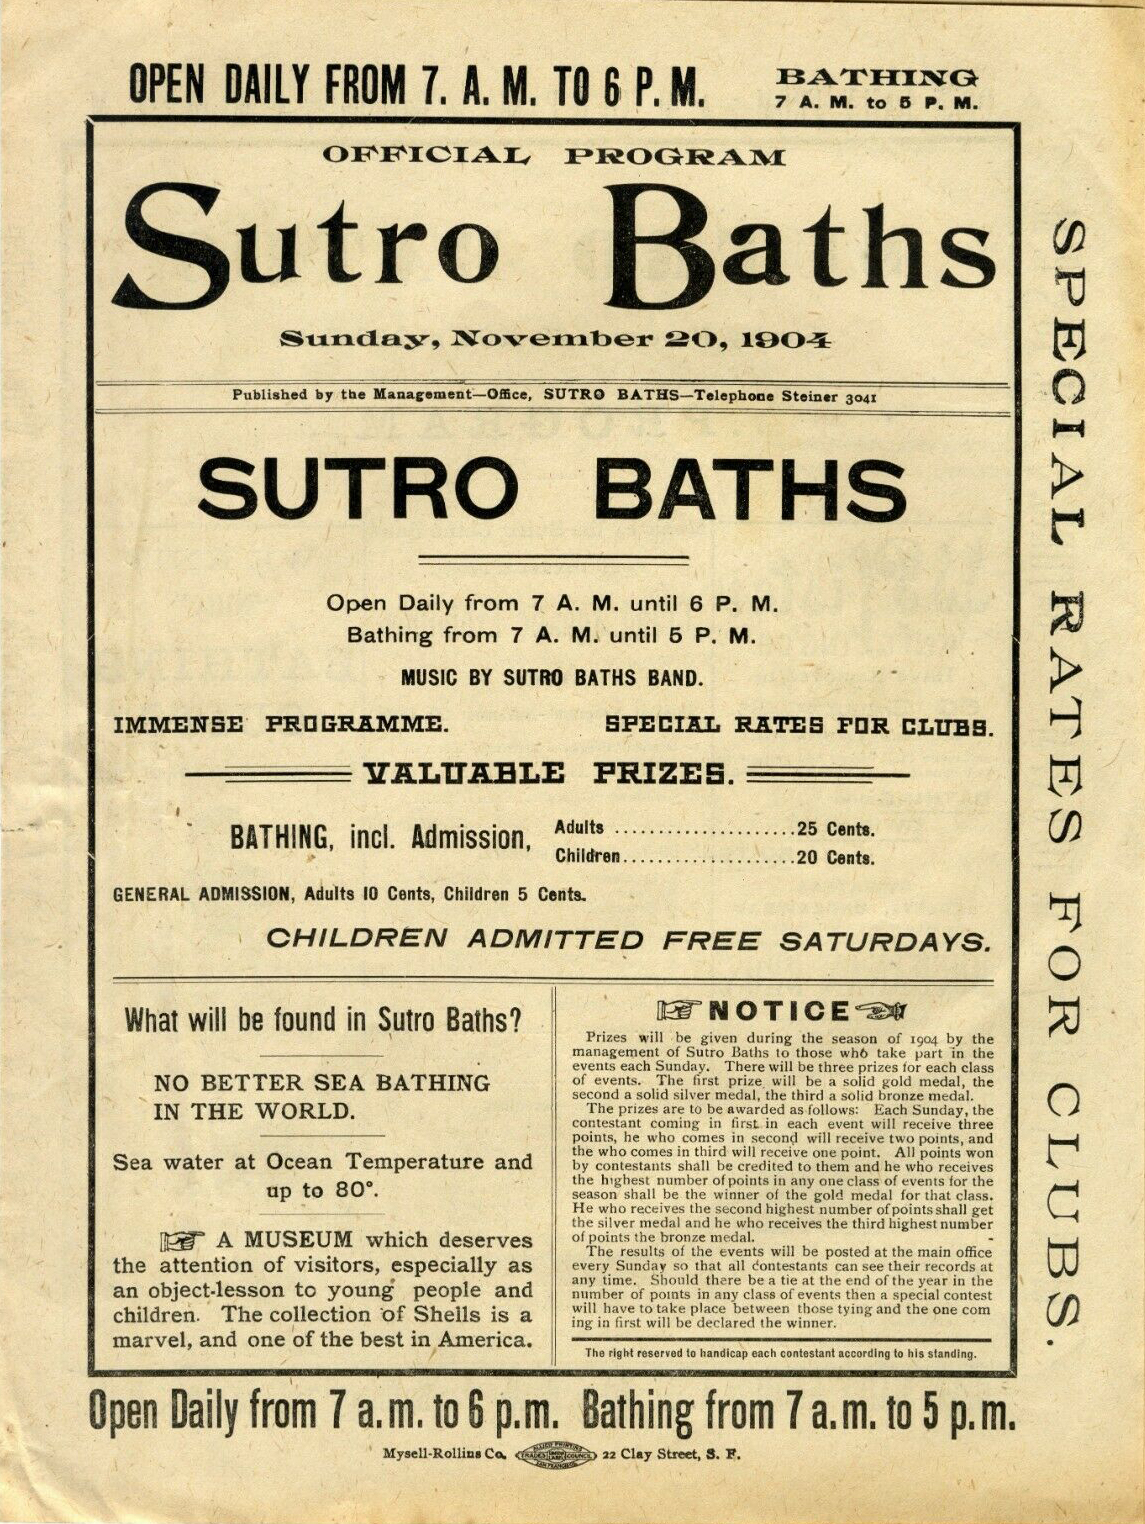 OPEN DAILY FROM 7. A. M. TO 6 P. M.
BATHING
7 A. M. to 5 P. M.
OFFICIAL PROGRAM
Sutro Baths
Sunday, November 20, 1904
Published by the Management—Office, SUTRO BATHS—Telephone Steiner 3041
SUTRO BATHS
Open Daily from 7 A. M. until 6 P. M.
Bathing from 7 A. M. until 5 P. M.
MUSIC BY SUTRO BATHS BAND.
IMMENSE PROGRAMME. SPECIAL RATES FOR CLUBS.
VALUABLE PRIZES.
BATHING, incl. Admission,
Adults .....................25 Cents.
Children....................20 Cents.
GENERAL ADMISSION, Adults 10 Cents, Children 5 Cents.
CHILDREN ADMITTED FREE SATURDAYS.
What will be found in Sutro Baths?
NO BETTER SEA BATHING
IN THE WORLD.
Sea water at Ocean Temperature and
up to 80°.
☞ A MUSEUM which deserves
the attention of visitors, especially as
an object-lesson to young people and
children. The collection of Shells is a
marvel, and one of the best in America.
☞ NOTICE ☜
Prizes will be given during the season of 1904 by the
management of Sutro Baths to those who take part in the
events each Sunday. There will be three prizes for each class
of events. The first prize will be a solid gold medal, the
second a solid silver medal, the third a solid bronze medal.
The prizes are to be awarded as follows: Each Sunday, the
contestant coming in first in each event will receive three
points, he who comes in second will receive two points, and
the who comes in third will receive one point. All points won
by contestants shall be credited to them and he who receives
the highest number of points in any one class of events for the
season shall be the winner of the gold medal for that class.
He who receives the second highest number of points shall get
the silver medal and he who receives the third highest number
of points the bronze medal.
The results of the events will be posted at the main office
every Sunday so that all contestants can see their records at
any time. Should there be a tie at the end of the year in the
number of points in any class of events then a special contest
will have to take place between those tying and the one com
ing in first will be declared the winner.
The right reserved to handicap each contestant according to his standing.
SPECIAL RATES FOR CLUBS.
Open Daily from 7 a.m. to 6 p.m. Bathing from 7 a.m. to 5 p.m.
Mysell-Rollins Co. ALLIED PRINTING TRADES UNION LABEL COUNCIL SAN FRANCISCO 22 Clay Street, S. F.